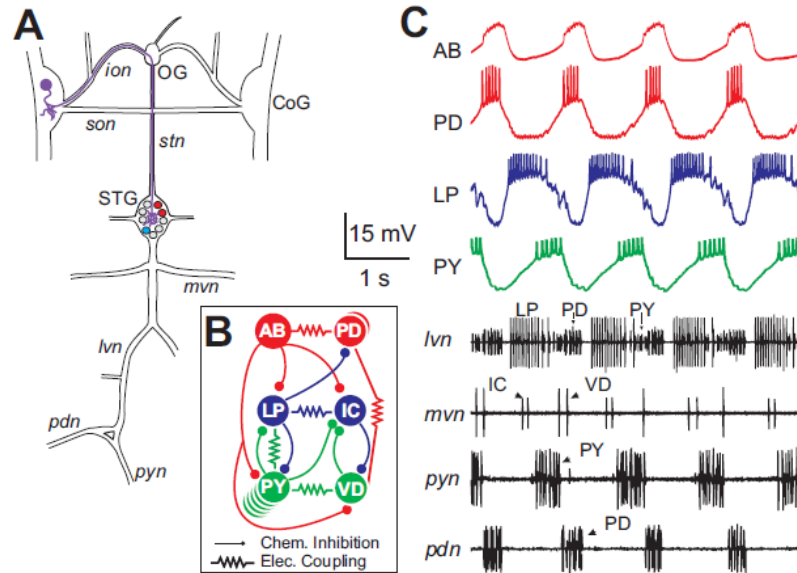 A
ion
OG
CoG
son
stn
STG
mvn
lvn
pdn
pyn
15 mV
1 s
B
AB
PD
LP
IC
PY
VD
Chem. Inhibition
Elec. Coupling
C
AB
PD
LP
PY
LP PD PY
lvn
IC VD
mvn
PY
pyn
PD
pdn